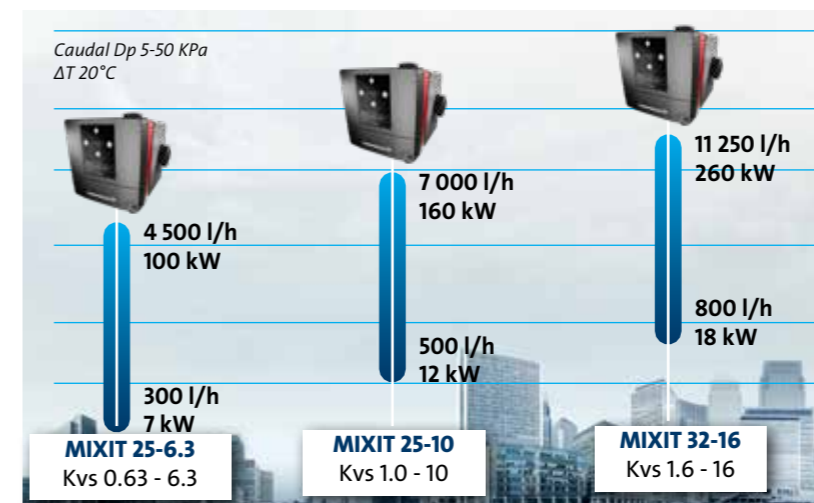 Caudal Dp 5-50 KPa
ΔT 20°C
4 500 l/h
100 kW
300 l/h
7 kW
MIXIT 25-6.3
Kvs 0.63 - 6.3
7 000 l/h
160 kW
500 l/h
12 kW
MIXIT 25-10
Kvs 1.0 - 10
11 250 l/h
260 kW
800 l/h
18 kW
MIXIT 32-16
Kvs 1.6 - 16